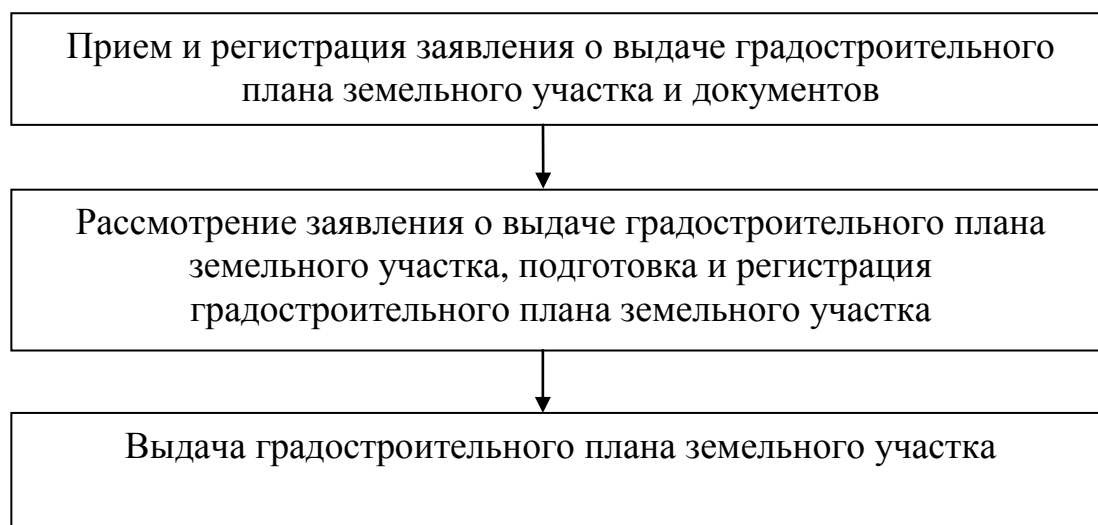 Прием и регистрация заявления о выдаче градостроительного
плана земельного участка и документов
Рассмотрение заявления о выдаче градостроительного плана
земельного участка, подготовка и регистрация
градостроительного плана земельного участка
Выдача градостроительного плана земельного участка